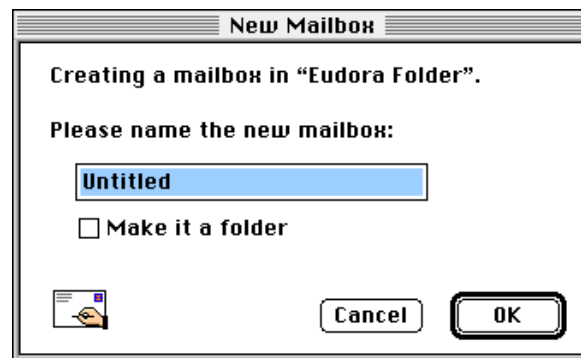 New Mailbox
Creating a mailbox in “Eudora Folder”.
Please name the new mailbox:
Untitled
Make it a folder
Cancel
OK